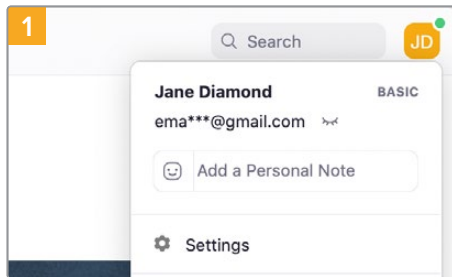 1
Search
JD
Jane Diamond BASIC
ema***@gmail.com
Add a Personal Note
Settings